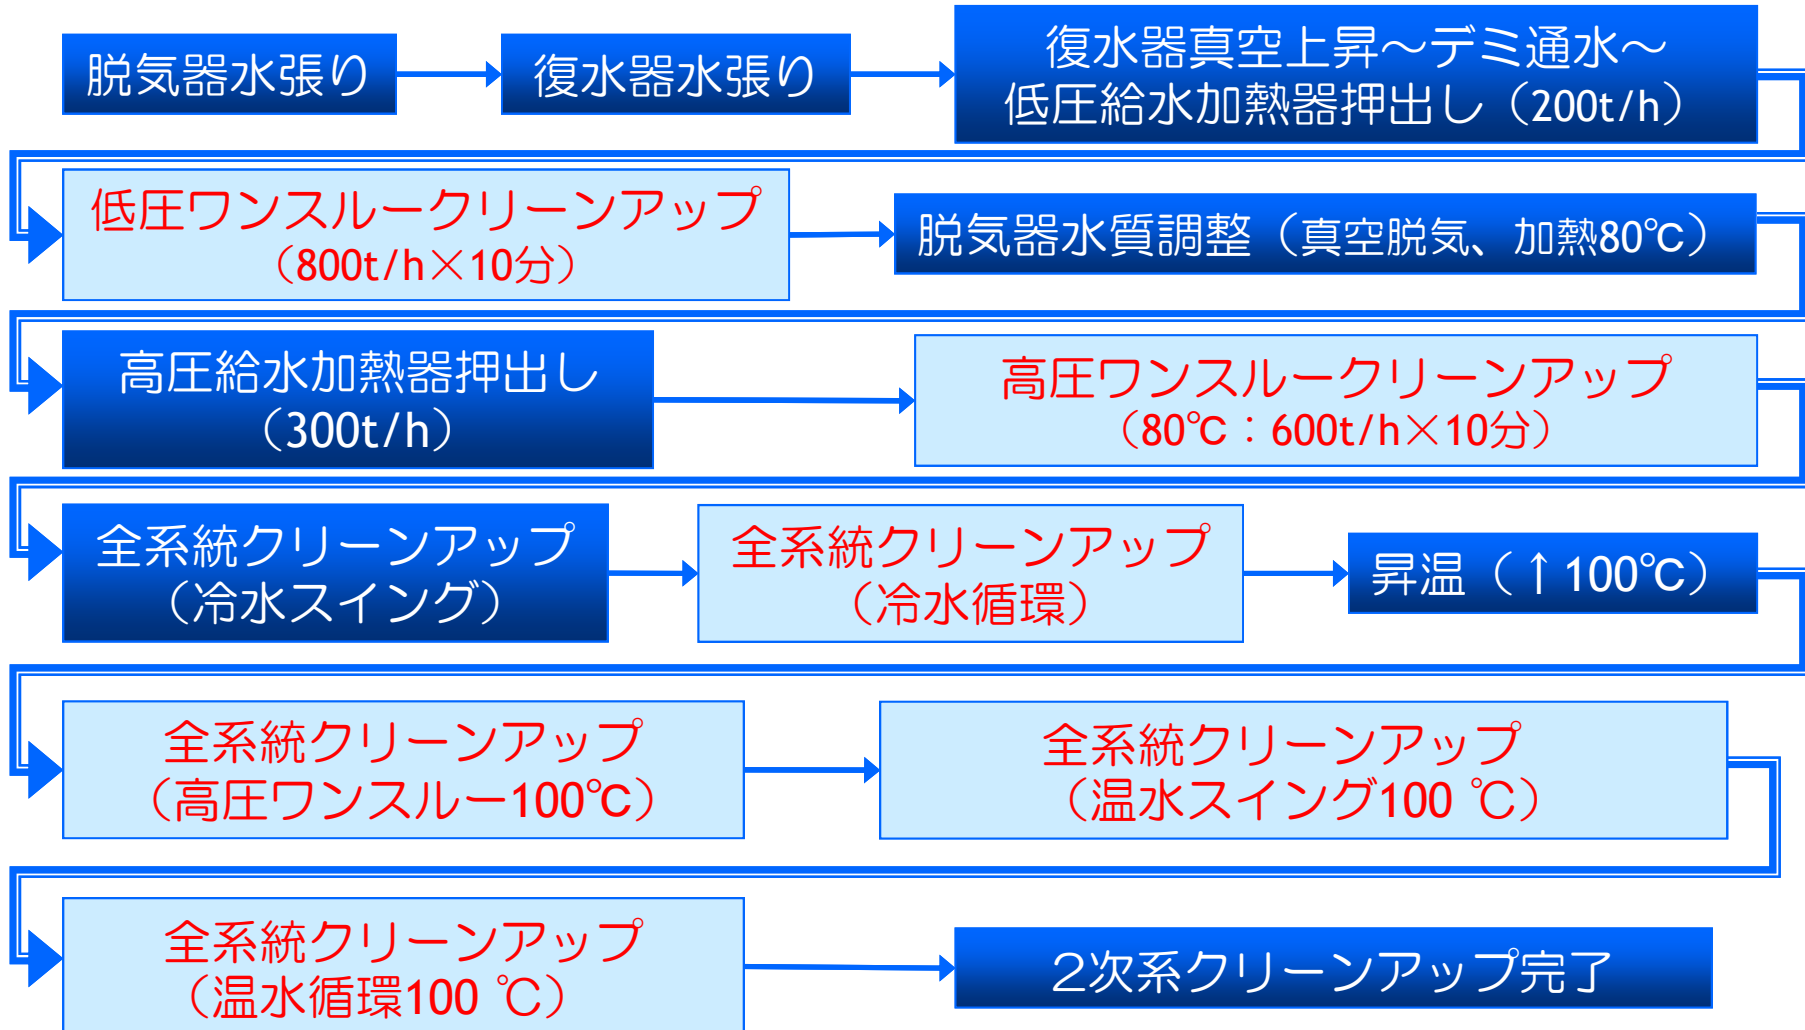 脱気器水張り
復水器水張り
復水器真空上昇～デミ通水～
低圧給水加熱器押出し（200t/h）
低圧ワンスルークリーンアップ
（800t/h×10分）
脱気器水質調整（真空脱気、加熱80℃）
高圧給水加熱器押出し
（300t/h）
高圧ワンスルークリーンアップ
（80℃：600t/h×10分）
全系統クリーンアップ
（冷水スイング）
全系統クリーンアップ
（冷水循環）
昇温（↑100℃）
全系統クリーンアップ
（高圧ワンスルー100℃）
全系統クリーンアップ
（温水スイング100 ℃）
全系統クリーンアップ
（温水循環100 ℃）
2次系クリーンアップ完了